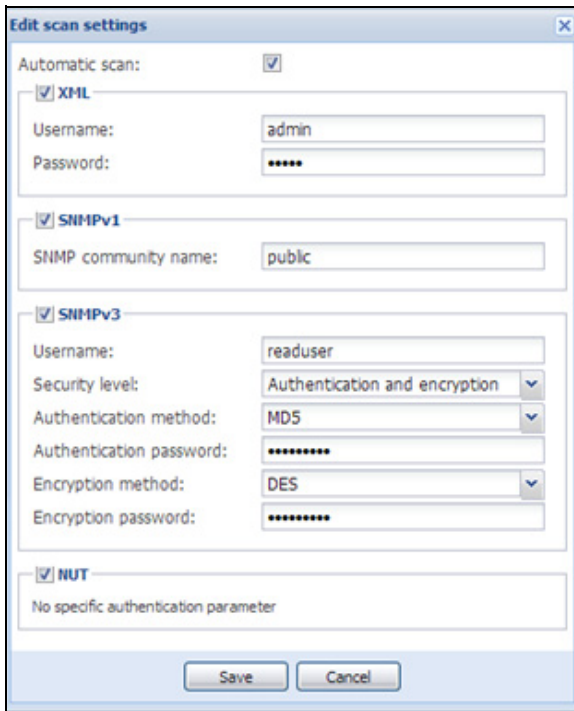 Edit scan settings
Automatic scan:
XML
Username: admin
Password: •••••
SNMPv1
SNMP community name: public
SNMPv3
Username: readuser
Security level: Authentication and encryption
Authentication method: MD5
Authentication password: •••••••••
Encryption method: DES
Encryption password: •••••••••
NUT
No specific authentication parameter
Save Cancel